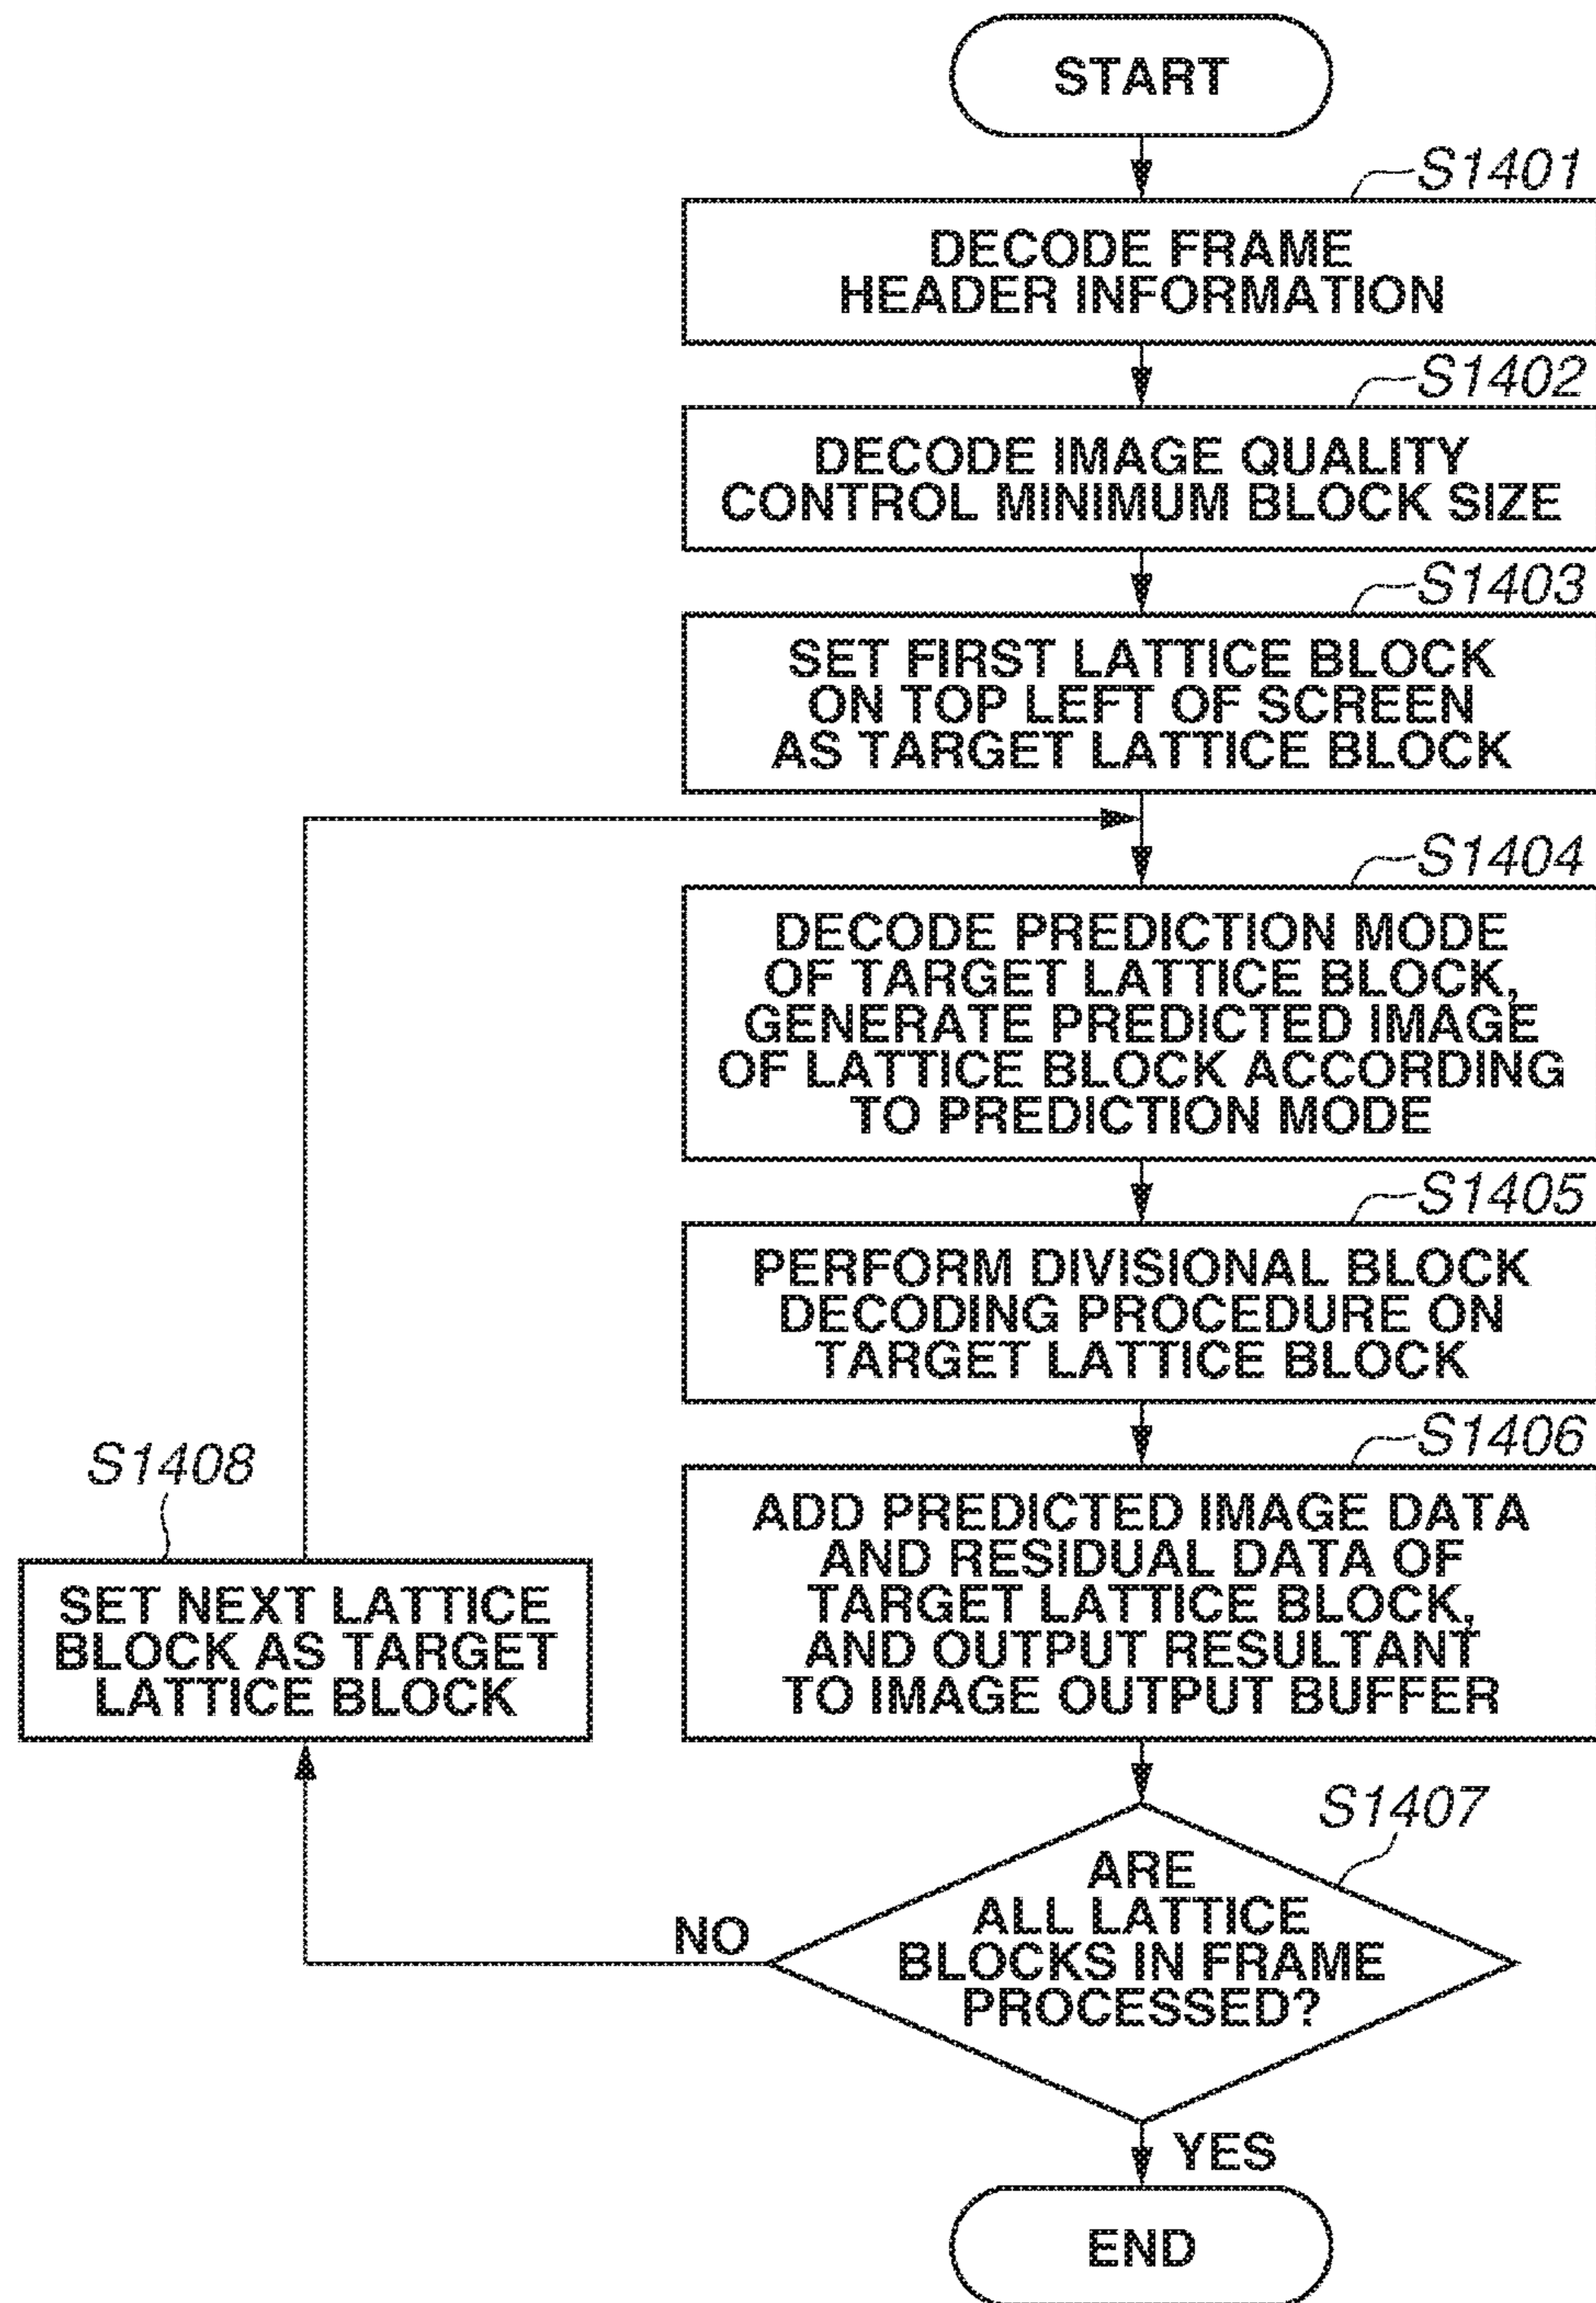 START
S1401
DECODE FRAME
HEADER INFORMATION
S1402
DECODE IMAGE QUALITY
CONTROL MINIMUM BLOCK SIZE
S1403
SET FIRST LATTICE BLOCK
ON TOP LEFT OF SCREEN
AS TARGET LATTICE BLOCK
S1404
DECODE PREDICTION MODE
OF TARGET LATTICE BLOCK,
GENERATE PREDICTED IMAGE
OF LATTICE BLOCK ACCORDING
TO PREDICTION MODE
S1405
PERFORM DIVISIONAL BLOCK
DECODING PROCEDURE ON
TARGET LATTICE BLOCK
S1406
ADD PREDICTED IMAGE DATA
AND RESIDUAL DATA OF
TARGET LATTICE BLOCK,
AND OUTPUT RESULTANT
TO IMAGE OUTPUT BUFFER
S1408
SET NEXT LATTICE
BLOCK AS TARGET
LATTICE BLOCK
S1407
ARE
ALL LATTICE
BLOCKS IN FRAME
PROCESSED?
NO
YES
END